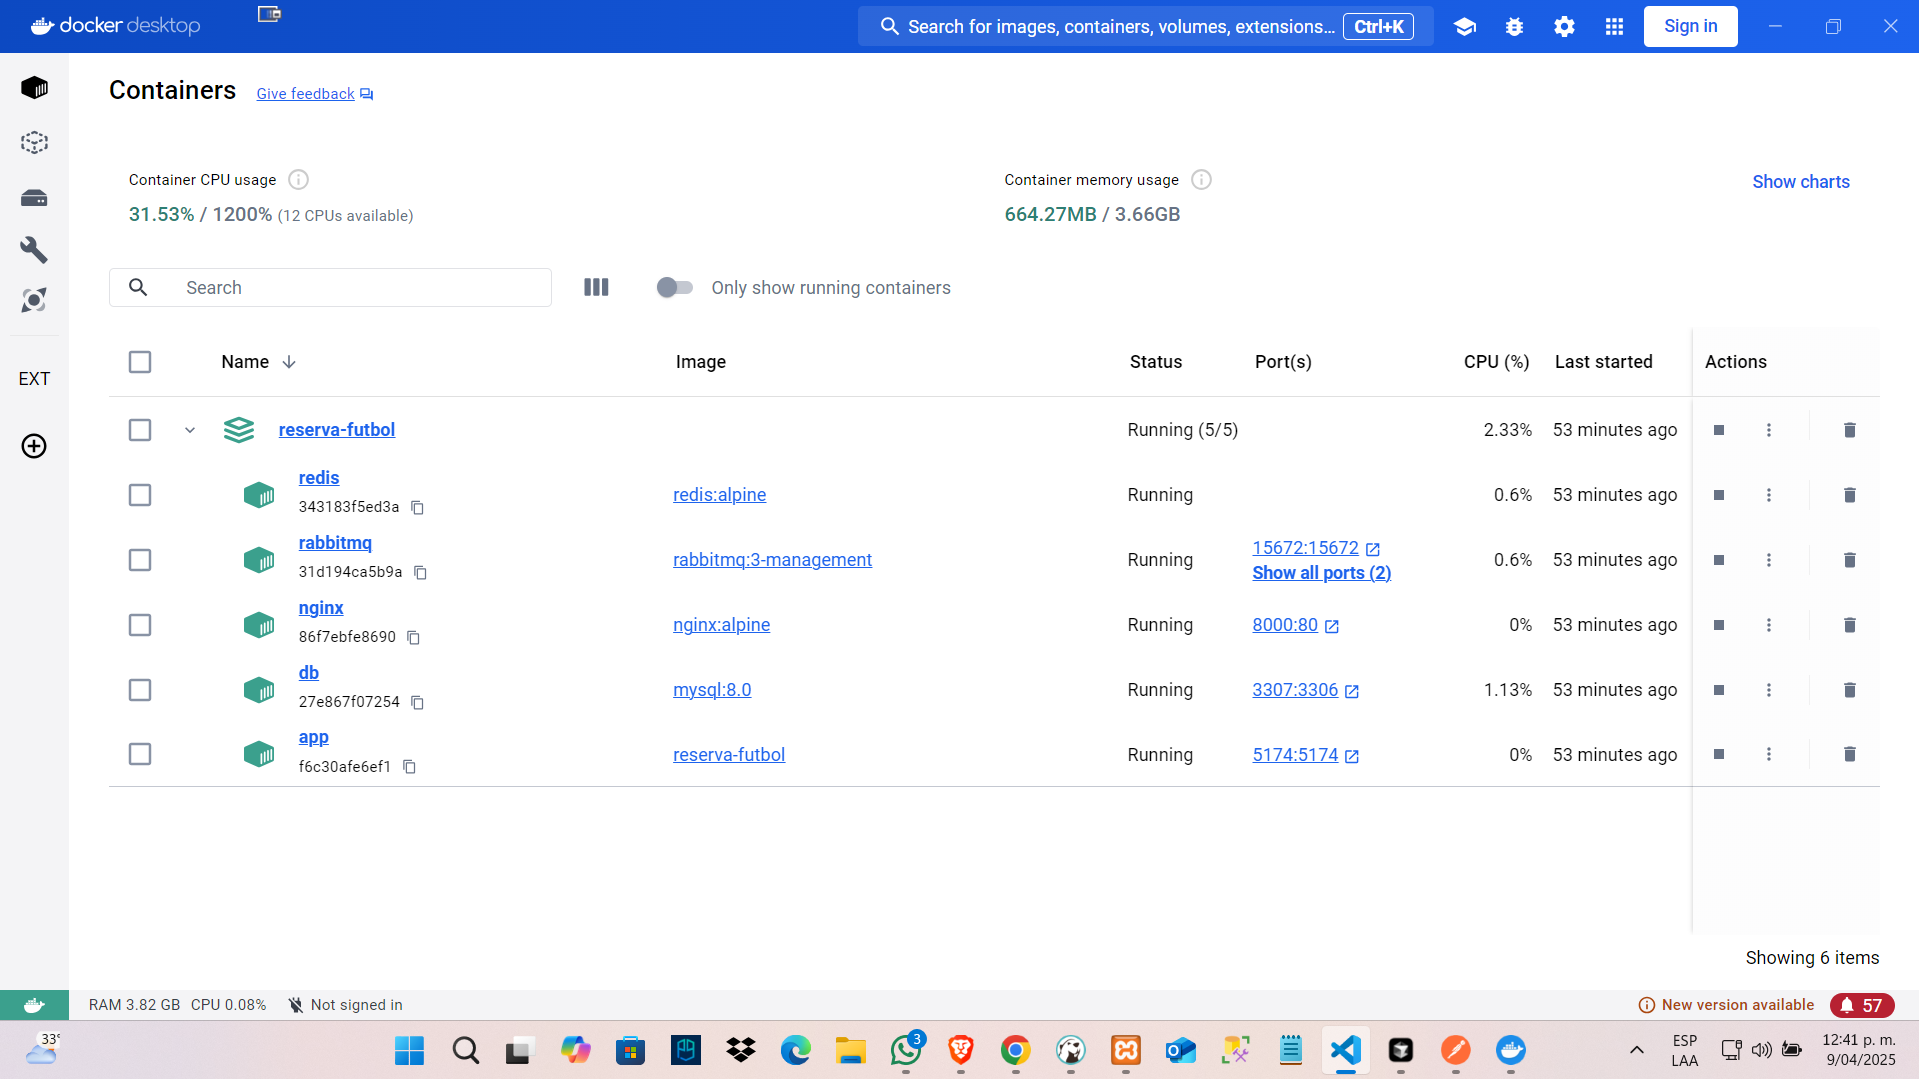 docker desktop
Search for images, containers, volumes, extensions... Ctrl+K
Sign in
Containers Give feedback
Container CPU usage
31.53% / 1200% (12 CPUs available)
Container memory usage
664.27MB / 3.66GB
Show charts
Search
Only show running containers
EXT
Name Image Status Port(s) CPU (%) Last started Actions
reserva-futbol Running (5/5) 2.33% 53 minutes ago
redis
343183f5ed3a
redis:alpine Running 0.6% 53 minutes ago
rabbitmq
31d194ca5b9a
rabbitmq:3-management Running 15672:15672
Show all ports (2)
0.6% 53 minutes ago
nginx
86f7ebfe8690
nginx:alpine Running 8000:80 0% 53 minutes ago
db
27e867f07254
mysql:8.0 Running 3307:3306 1.13% 53 minutes ago
app
f6c30afe6ef1
reserva-futbol Running 5174:5174 0% 53 minutes ago
Showing 6 items
RAM 3.82 GB CPU 0.08% Not signed in
New version available 57
33°
3
ESP
LAA
12:41 p. m.
9/04/2025